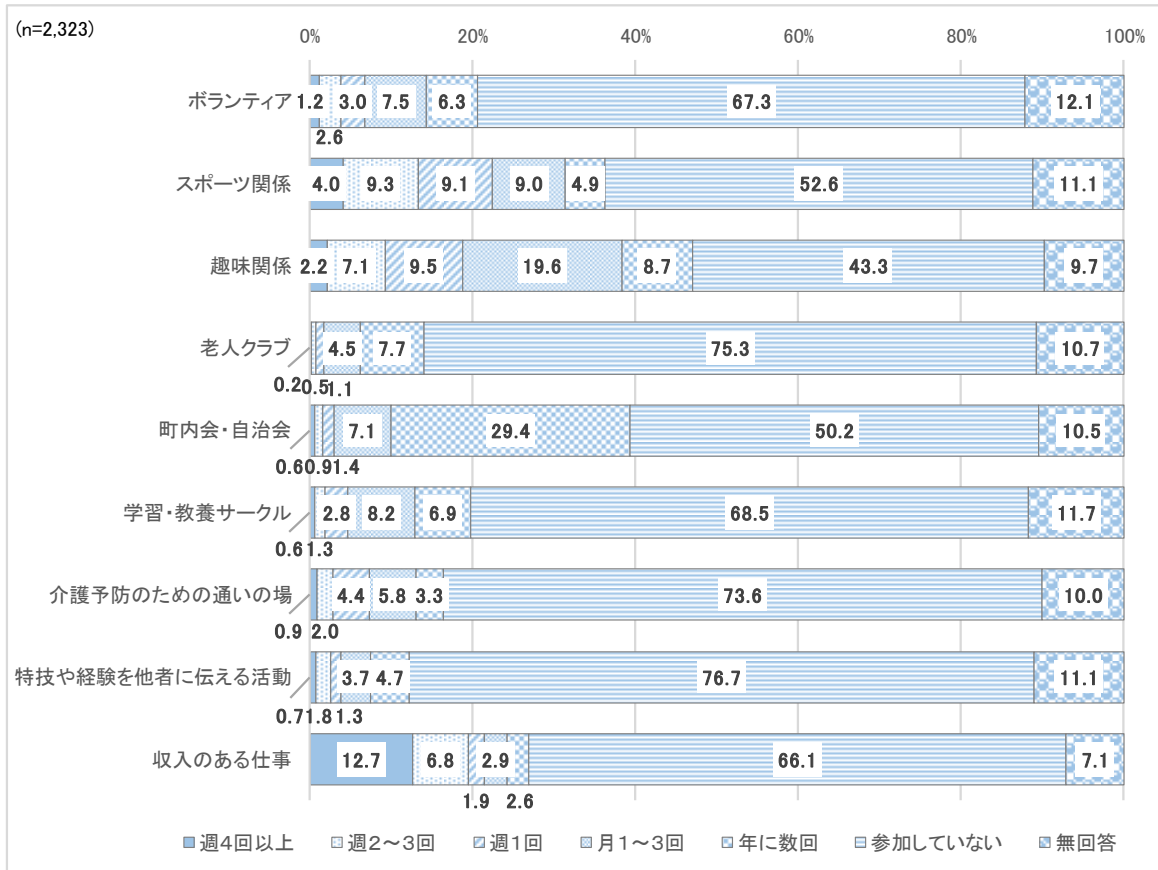 (n=2,323)
0% 20% 40% 60% 80% 100%
ボランティア 1.2 3.0 7.5 6.3 67.3 12.1
2.6
スポーツ関係 4.0 9.3 9.1 9.0 4.9 52.6 11.1
趣味関係 2.2 7.1 9.5 19.6 8.7 43.3 9.7
老人クラブ 4.5 7.7 75.3 10.7
0.2 0.5 1.1
町内会・自治会 7.1 29.4 50.2 10.5
0.6 0.9 1.4
学習・教養サークル 2.8 8.2 6.9 68.5 11.7
0.6 1.3
介護予防のための通いの場 4.4 5.8 3.3 73.6 10.0
0.9 2.0
特技や経験を他者に伝える活動 3.7 4.7 76.7 11.1
0.7 1.8 1.3
収入のある仕事 12.7 6.8 2.9 66.1 7.1
1.9 2.6
週4回以上 週2～3回 週1回 月1～3回 年に数回 参加していない 無回答